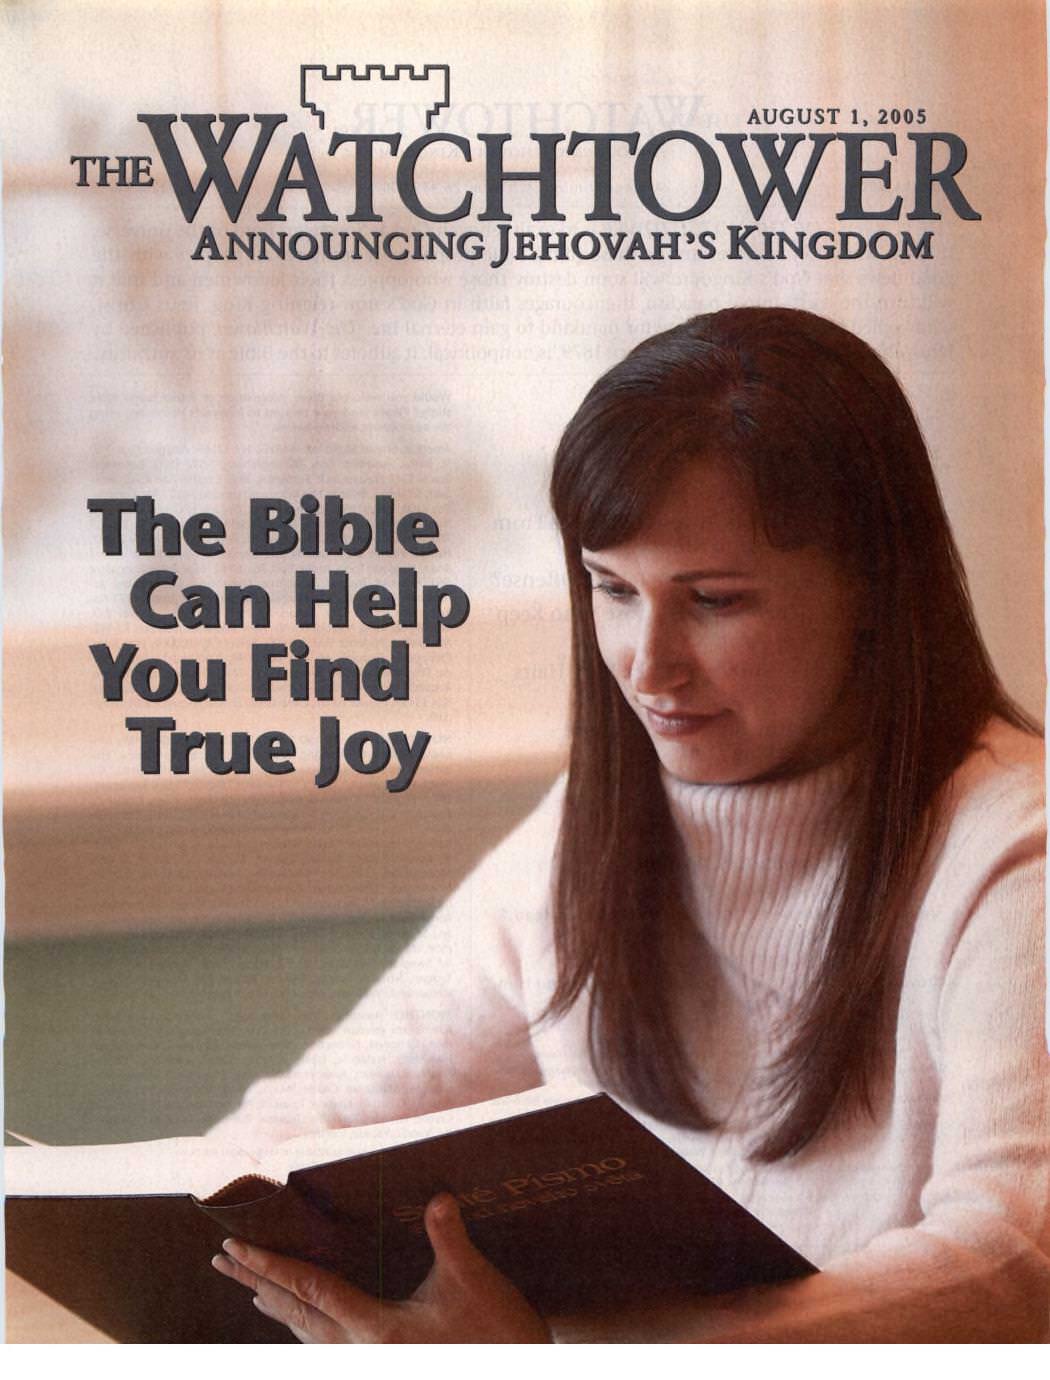 AUGUST 1, 2005
THE WATCHTOWER
ANNOUNCING JEHOVAH'S KINGDOM
The Bible
Can Help
You Find
True Joy
Pismo